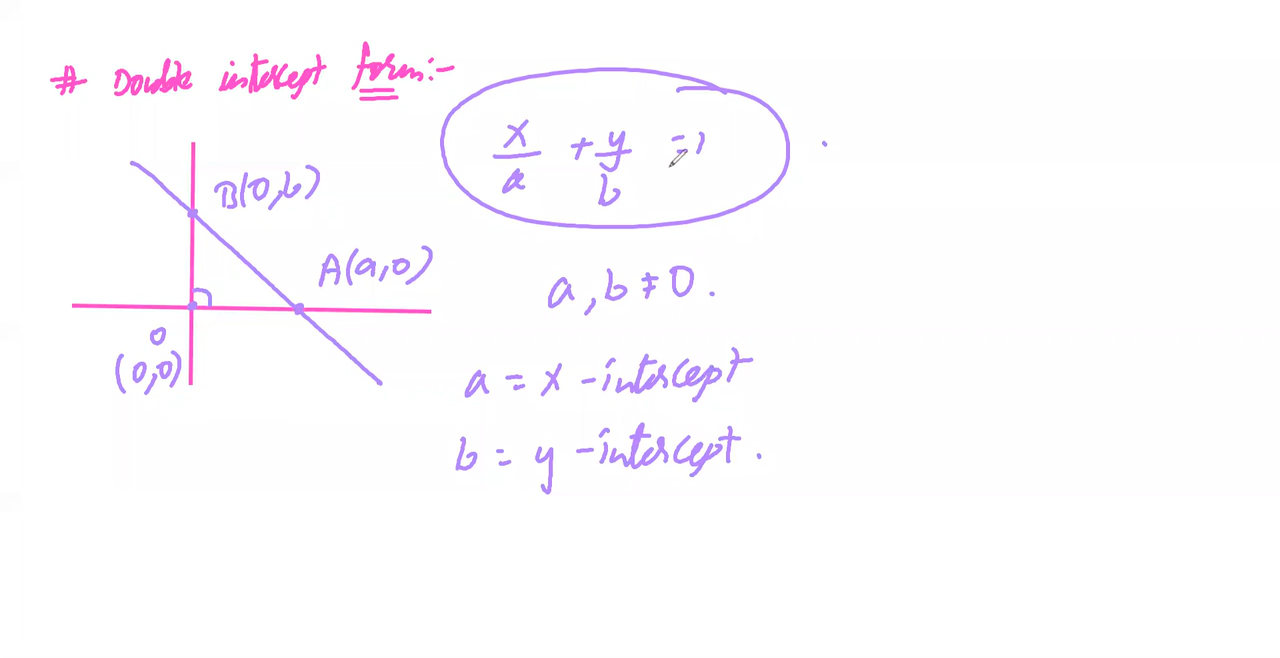 # Double intercept form:-
x/a + y/b = 1
B(0,b)
A(a,0)
a, b ≠ 0.
O
(0,0)
a = x - intercept
b = y - intercept.